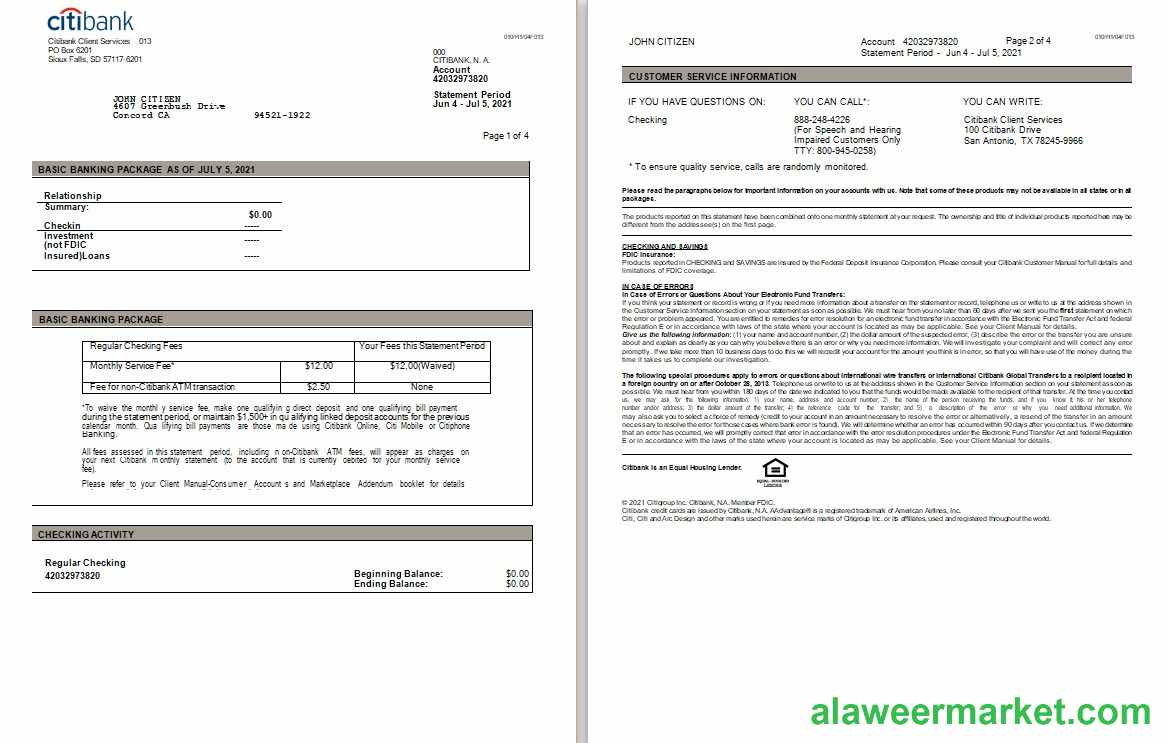 citibank
Citibank Client Services 013
PO Box 6201
Sioux Falls, SD 57117-6201
010/H1/04F 013
000
CITIBANK, N. A.
Account
42032973820
Statement Period
Jun 4 - Jul 5, 2021
JOHN CITIZEN
4607 Greenbush Drive
Concord CA 94521-1922
Page 1 of 4
BASIC BANKING PACKAGE AS OF JULY 5, 2021
Relationship
Summary:
$0.00
Checkin -----
Investment
(not FDIC -----
Insured)Loans -----
BASIC BANKING PACKAGE
Regular Checking Fees Your Fees this Statement Period
Monthly Service Fee* $12.00 $12.00(Waived)
Fee for non-Citibank ATM transaction $2.50 None
*To waive the monthl y service fee, make one qualifyin g direct deposit and one qualifying bill payment
during the statement period, or maintain $1,500+ in qu alifying linked deposit accounts for the previous
calendar month. Qua lifying bill payments are those ma de using Citibank Online, Citi Mobile or Citiphone
Banking.
All fees assessed in this statement period, including n on-Citibank ATM fees, will appear as charges on
your next Citibank m onthly statement (to the account that is currently debited for your monthly service
fee).
Please refer to your Client Manual-Consumer Account s and Marketplace Addendum booklet for details
CHECKING ACTIVITY
Regular Checking
42032973820
Beginning Balance: $0.00
Ending Balance: $0.00
JOHN CITIZEN
Account 42032973820 Page 2 of 4
010/H1/04F 013
Statement Period - Jun 4 - Jul 5, 2021
CUSTOMER SERVICE INFORMATION
IF YOU HAVE QUESTIONS ON: YOU CAN CALL*: YOU CAN WRITE:
Checking 888-248-4226 Citibank Client Services
(For Speech and Hearing 100 Citibank Drive
Impaired Customers Only San Antonio, TX 78245-9966
TTY: 800-945-0258)
* To ensure quality service, calls are randomly monitored.
Please read the paragraphs below for important information on your accounts with us. Note that some of these products may not be available in all states or in all
packages.
The products reported on this statement have been combined onto one monthly statement at your request. The ownership and title of individual products reported here may be
different from the addressee(s) on the first page.
CHECKING AND SAVINGS
FDIC Insurance:
Products reported in CHECKING and SAVINGS are insured by the Federal Deposit Insurance Corporation. Please consult your Citibank Customer Manual for full details and
limitations of FDIC coverage.
IN CASE OF ERRORS
In Case of Errors or Questions About Your Electronic Fund Transfers:
If you think your statement or record is wrong or if you need more information about a transfer on the statement or record, telephone us or write to us at the address shown in
the Customer Service Information section on your statement as soon as possible. We must hear from you no later than 60 days after we sent you the first statement on which
the error or problem appeared. You are entitled to remedies for error resolution for an electronic fund transfer in accordance with the Electronic Fund Transfer Act and federal
Regulation E or in accordance with laws of the state where your account is located as may be applicable. See your Client Manual for details.
Give us the following information: (1) your name and account number, (2) the dollar amount of the suspected error, (3) describe the error or the transfer you are unsure
about and explain as clearly as you can why you believe there is an error or why you need more information. We will investigate your complaint and will correct any error
promptly. If we take more than 10 business days to do this we will recredit your account for the amount you think is in error, so that you will have use of the money during the
time it takes us to complete our investigation.
The following special procedures apply to errors or questions about international wire transfers or international Citibank Global Transfers to a recipient located in
a foreign country on or after October 28, 2013. Telephone us or write to us at the address shown in the Customer Service Information section on your statement as soon as
possible. We must hear from you within 180 days of the date we indicated to you that the funds would be made available to the recipient of that transfer. At the time you contact
us, we may ask for the following information: 1) your name, address and account number; 2), the name of the person receiving the funds, and if you know it, his or her telephone
number and/or address; 3) the dollar amount of the transfer; 4) the reference code for the transfer; and 5) a description of the error or why you need additional information. We
may also ask you to select a choice of remedy (credit to your account in an amount necessary to resolve the error or alternatively, a resend of the transfer in an amount
necessary to resolve the error for those cases where bank error is found). We will determine whether an error has occurred within 90 days after you contact us. If we determine
that an error has occurred, we will promptly correct that error in accordance with the error resolution procedures under the Electronic Fund Transfer Act and federal Regulation
E or in accordance with the laws of the state where your account is located as may be applicable. See your Client Manual for details.
Citibank is an Equal Housing Lender.
EQUAL HOUSING
LENDER
© 2021 Citigroup Inc. Citibank, N.A. Member FDIC.
Citibank credit cards are issued by Citibank, N.A. AAdvantage® is a registered trademark of American Airlines, Inc.
Citi, Citi and Arc Design and other marks used herein are service marks of Citigroup Inc. or its affiliates, used and registered throughout the world.
alaweermarket.com